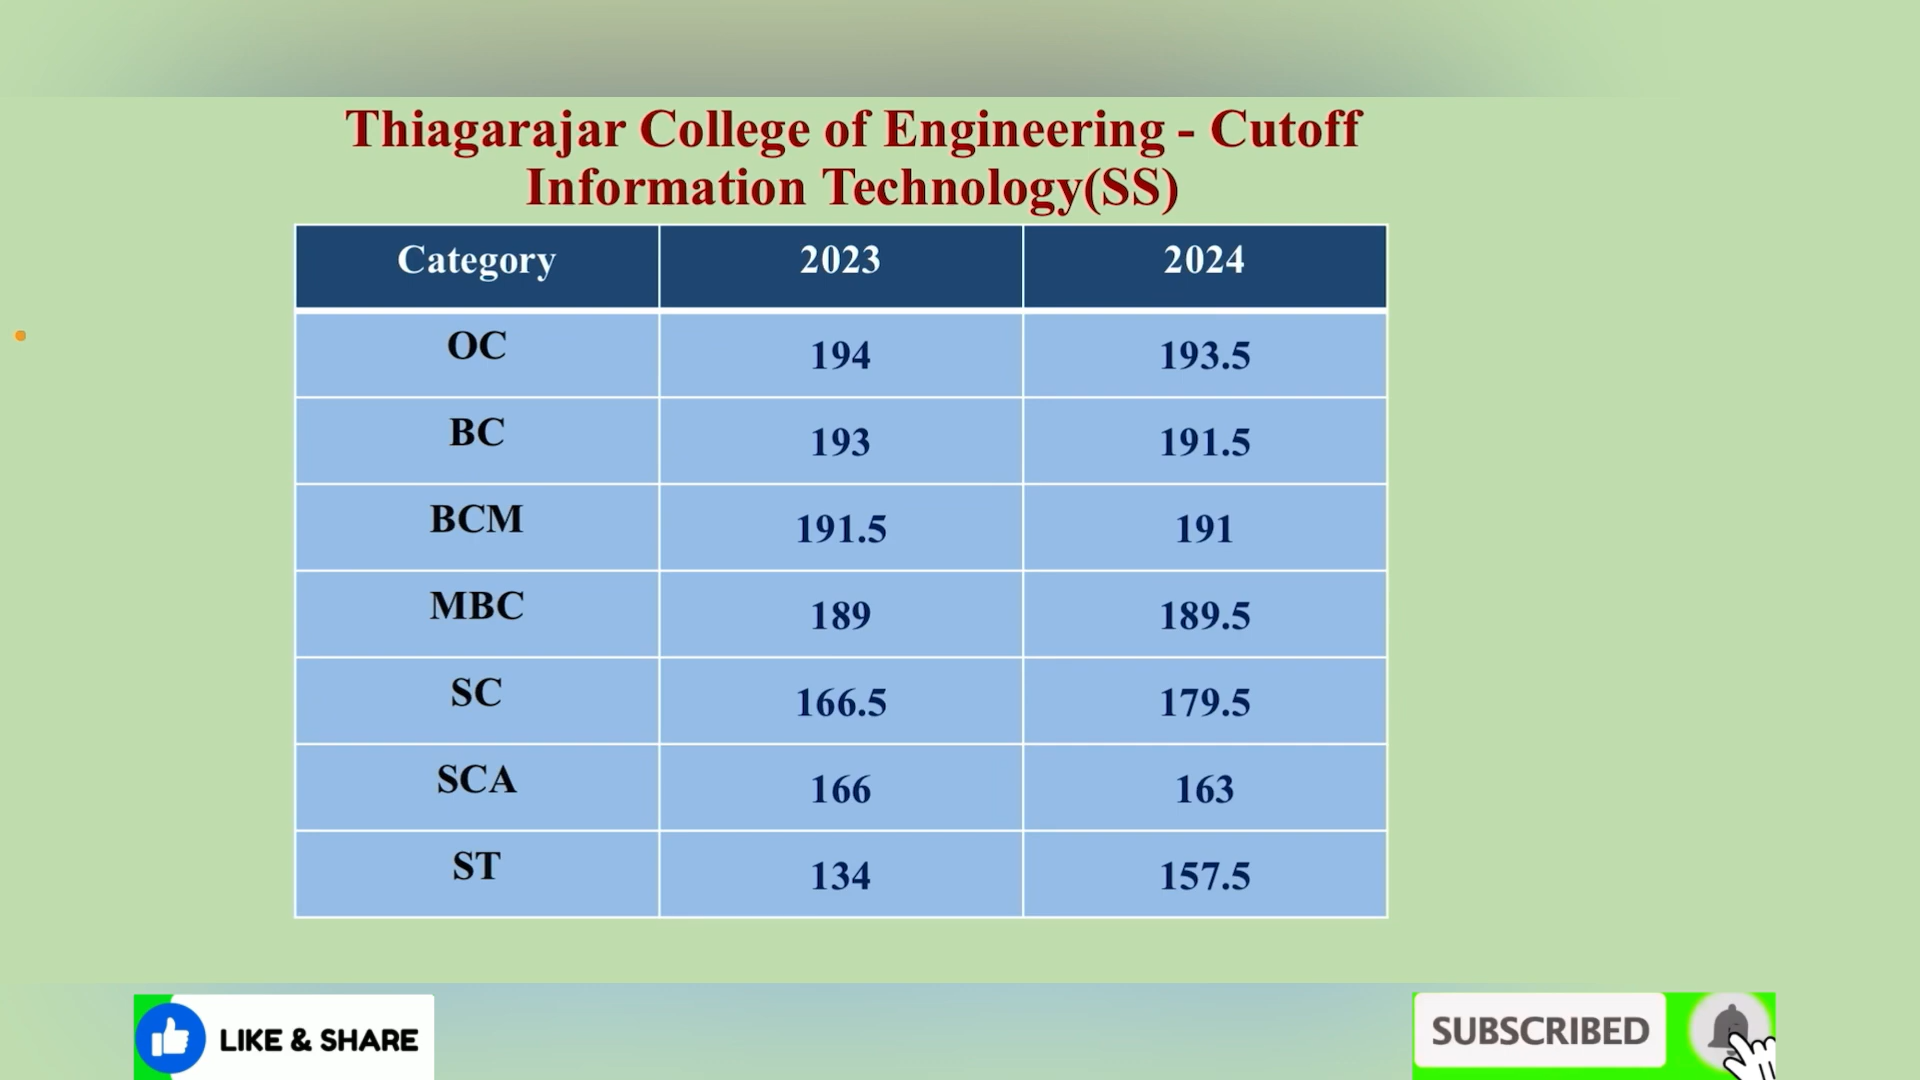 Thiagarajar College of Engineering - Cutoff
Information Technology(SS)
Category 2023 2024
OC 194 193.5
BC 193 191.5
BCM 191.5 191
MBC 189 189.5
SC 166.5 179.5
SCA 166 163
ST 134 157.5
LIKE & SHARE
SUBSCRIBED